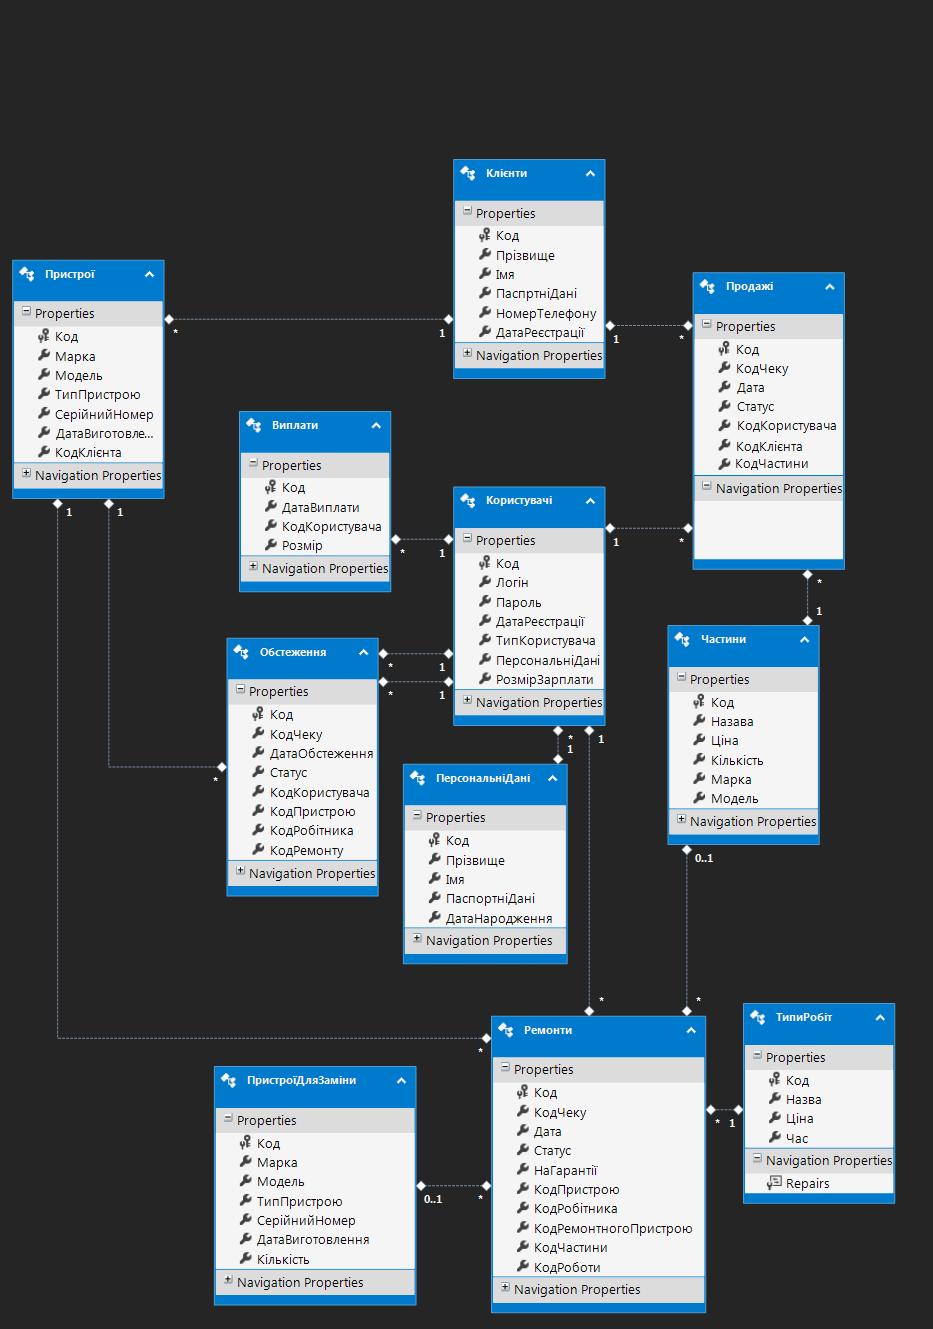 Клієнти
Properties
Код
Прізвище
Імя
ПаспртніДані
НомерТелефону
ДатаРеєстрації
Navigation Properties
1
1
Пристрої
Properties
Код
Марка
Модель
ТипПристрою
СерійнийНомер
ДатаВиготовле...
КодКлієнта
Navigation Properties
*
1
1
Продажі
Properties
Код
КодЧеку
Дата
Статус
КодКористувача
КодКлієнта
КодЧастини
Navigation Properties
*
*
*
Виплати
Properties
Код
ДатаВиплати
КодКористувача
Розмір
Navigation Properties
*
Користувачі
Properties
Код
Логін
Пароль
ДатаРеєстрації
ТипКористувача
ПерсональніДані
РозмірЗарплати
Navigation Properties
1
1
1
1
*
1
Обстеження
Properties
Код
КодЧеку
ДатаОбстеження
Статус
КодКористувача
КодПристрою
КодРобітника
КодРемонту
Navigation Properties
*
*
*
Частини
Properties
Код
Назава
Ціна
Кількість
Марка
Модель
Navigation Properties
1
0..1
ПерсональніДані
Properties
Код
Прізвище
Імя
ПаспортніДані
ДатаНародження
Navigation Properties
1
Ремонти
Properties
Код
КодЧеку
Дата
Статус
НаГарантії
КодПристрою
КодРобітника
КодРемонтногоПристрою
КодЧастини
КодРоботи
Navigation Properties
*
*
*
*
*
ТипиРобіт
Properties
Код
Назва
Ціна
Час
Navigation Properties
Repairs
1
ПристроїДляЗаміни
Properties
Код
Марка
Модель
ТипПристрою
СерійнийНомер
ДатаВиготовлення
Кількість
Navigation Properties
0..1